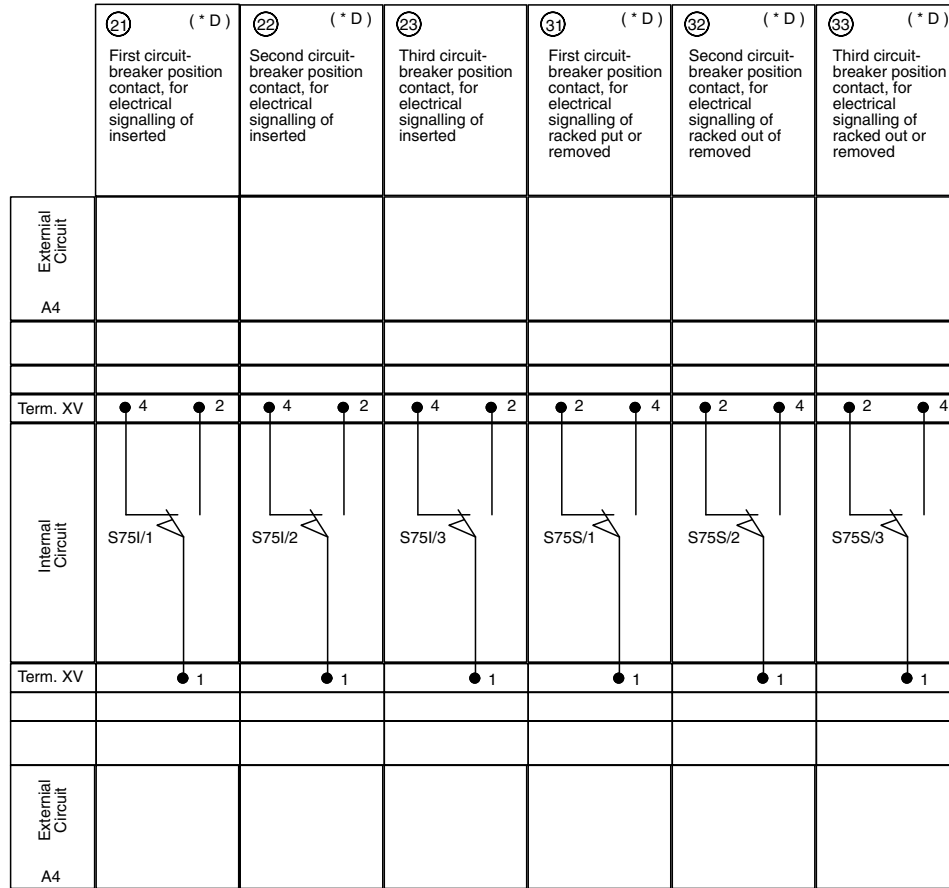 21 ( * D )
First circuit-
breaker position
contact, for
electrical
signalling of
inserted
22 ( * D )
Second circuit-
breaker position
contact, for
electrical
signalling of
inserted
23 ( * D )
Third circuit-
breaker position
contact, for
electrical
signalling of
inserted
31 ( * D )
First circuit-
breaker position
contact, for
electrical
signalling of
racked put or
removed
32 ( * D )
Second circuit-
breaker position
contact, for
electrical
signalling of
racked out of
removed
33 ( * D )
Third circuit-
breaker position
contact, for
electrical
signalling of
racked out or
removed
Externial
Circuit
A4
Term. XV 4 2 4 2 4 2 2 4 2 4 2 4
Internal
Circuit
S75I/1 S75I/2 S75I/3 S75S/1 S75S/2 S75S/3
Term. XV 1 1 1 1 1 1
Externial
Circuit
A4